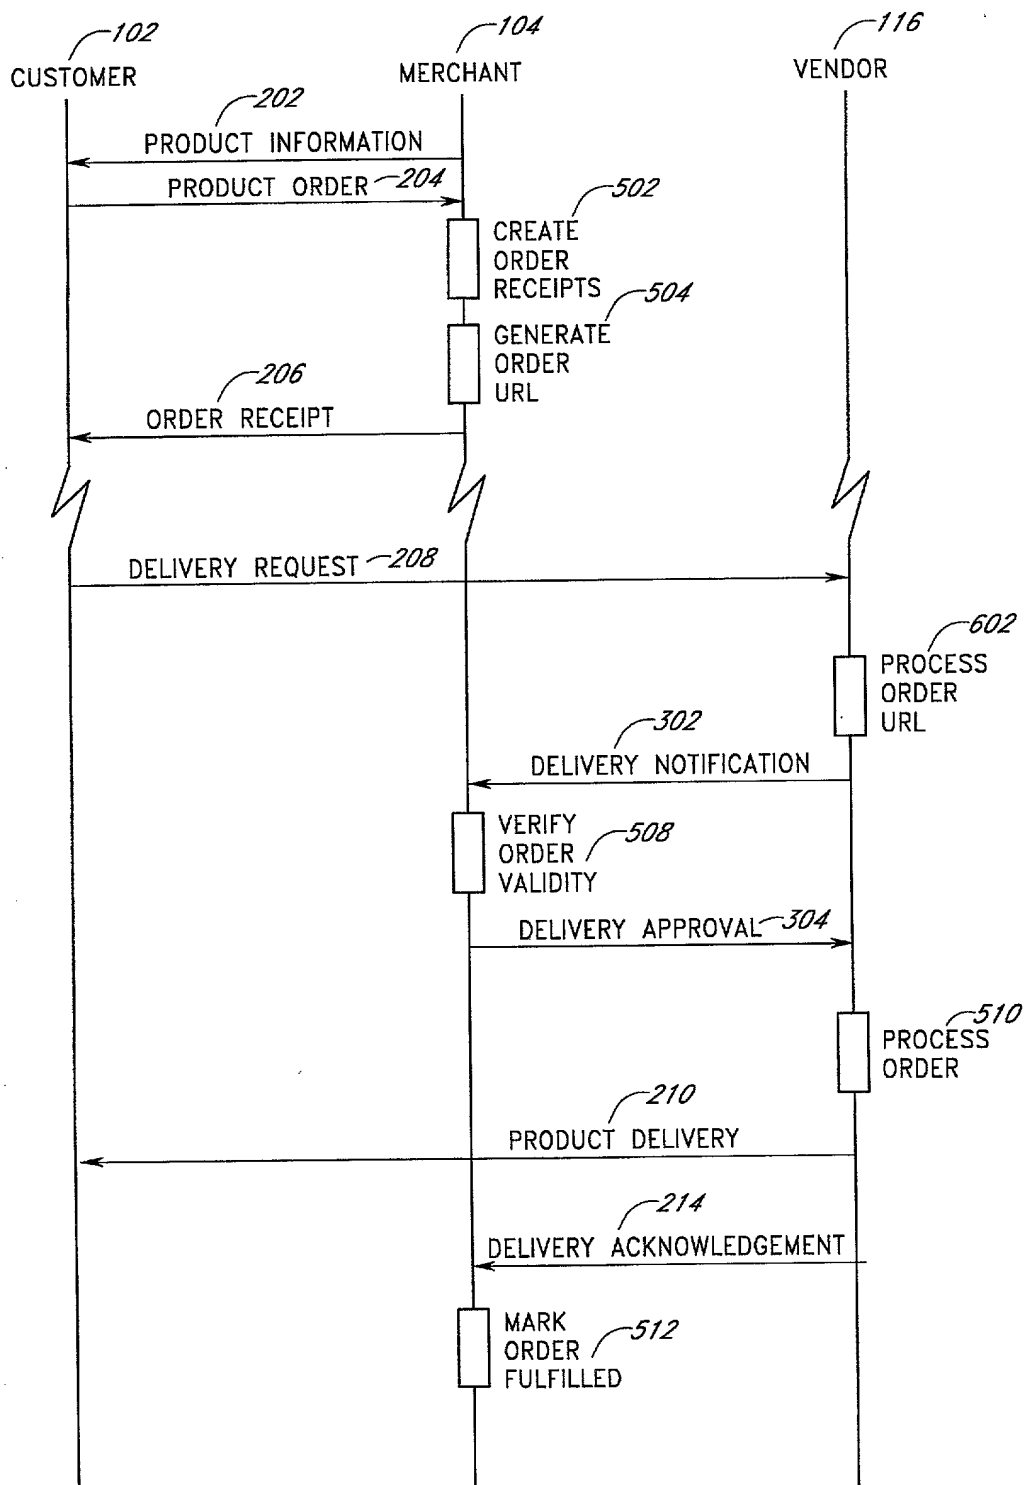 102
104
116
CUSTOMER
MERCHANT
VENDOR
202
PRODUCT INFORMATION
PRODUCT ORDER 204
502
CREATE
ORDER
RECEIPTS
504
GENERATE
ORDER
URL
206
ORDER RECEIPT
DELIVERY REQUEST 208
602
PROCESS
ORDER
URL
302
DELIVERY NOTIFICATION
VERIFY
ORDER 508
VALIDITY
DELIVERY APPROVAL 304
510
PROCESS
ORDER
210
PRODUCT DELIVERY
214
DELIVERY ACKNOWLEDGEMENT
MARK
ORDER 512
FULFILLED